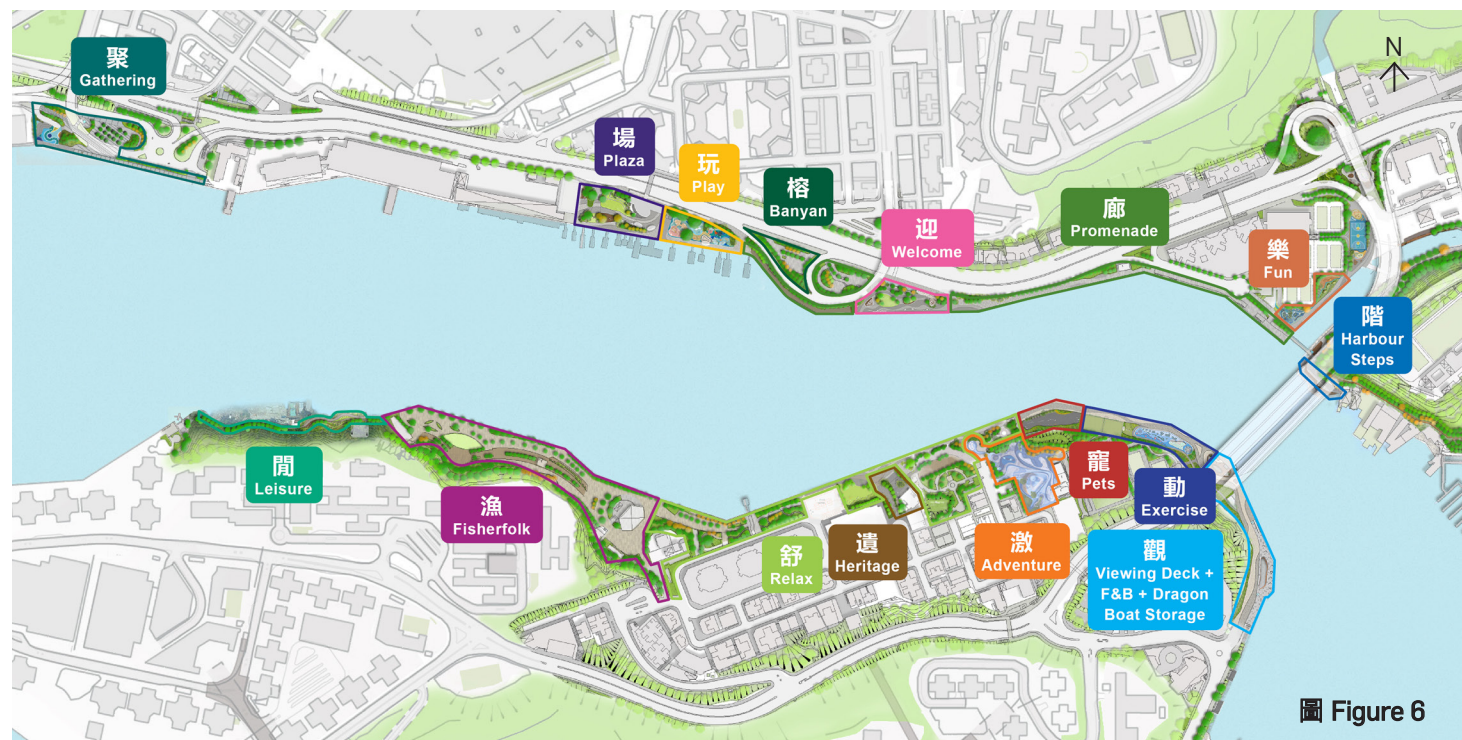 聚
Gathering
場
Plaza
玩
Play
榕
Banyan
迎
Welcome
廊
Promenade
樂
Fun
N
階
Harbour
Steps
閒
Leisure
漁
Fisherfolk
舒
Relax
遺
Heritage
激
Adventure
寵
Pets
動
Exercise
觀
Viewing Deck +
F&B + Dragon
Boat Storage
圖 Figure 6